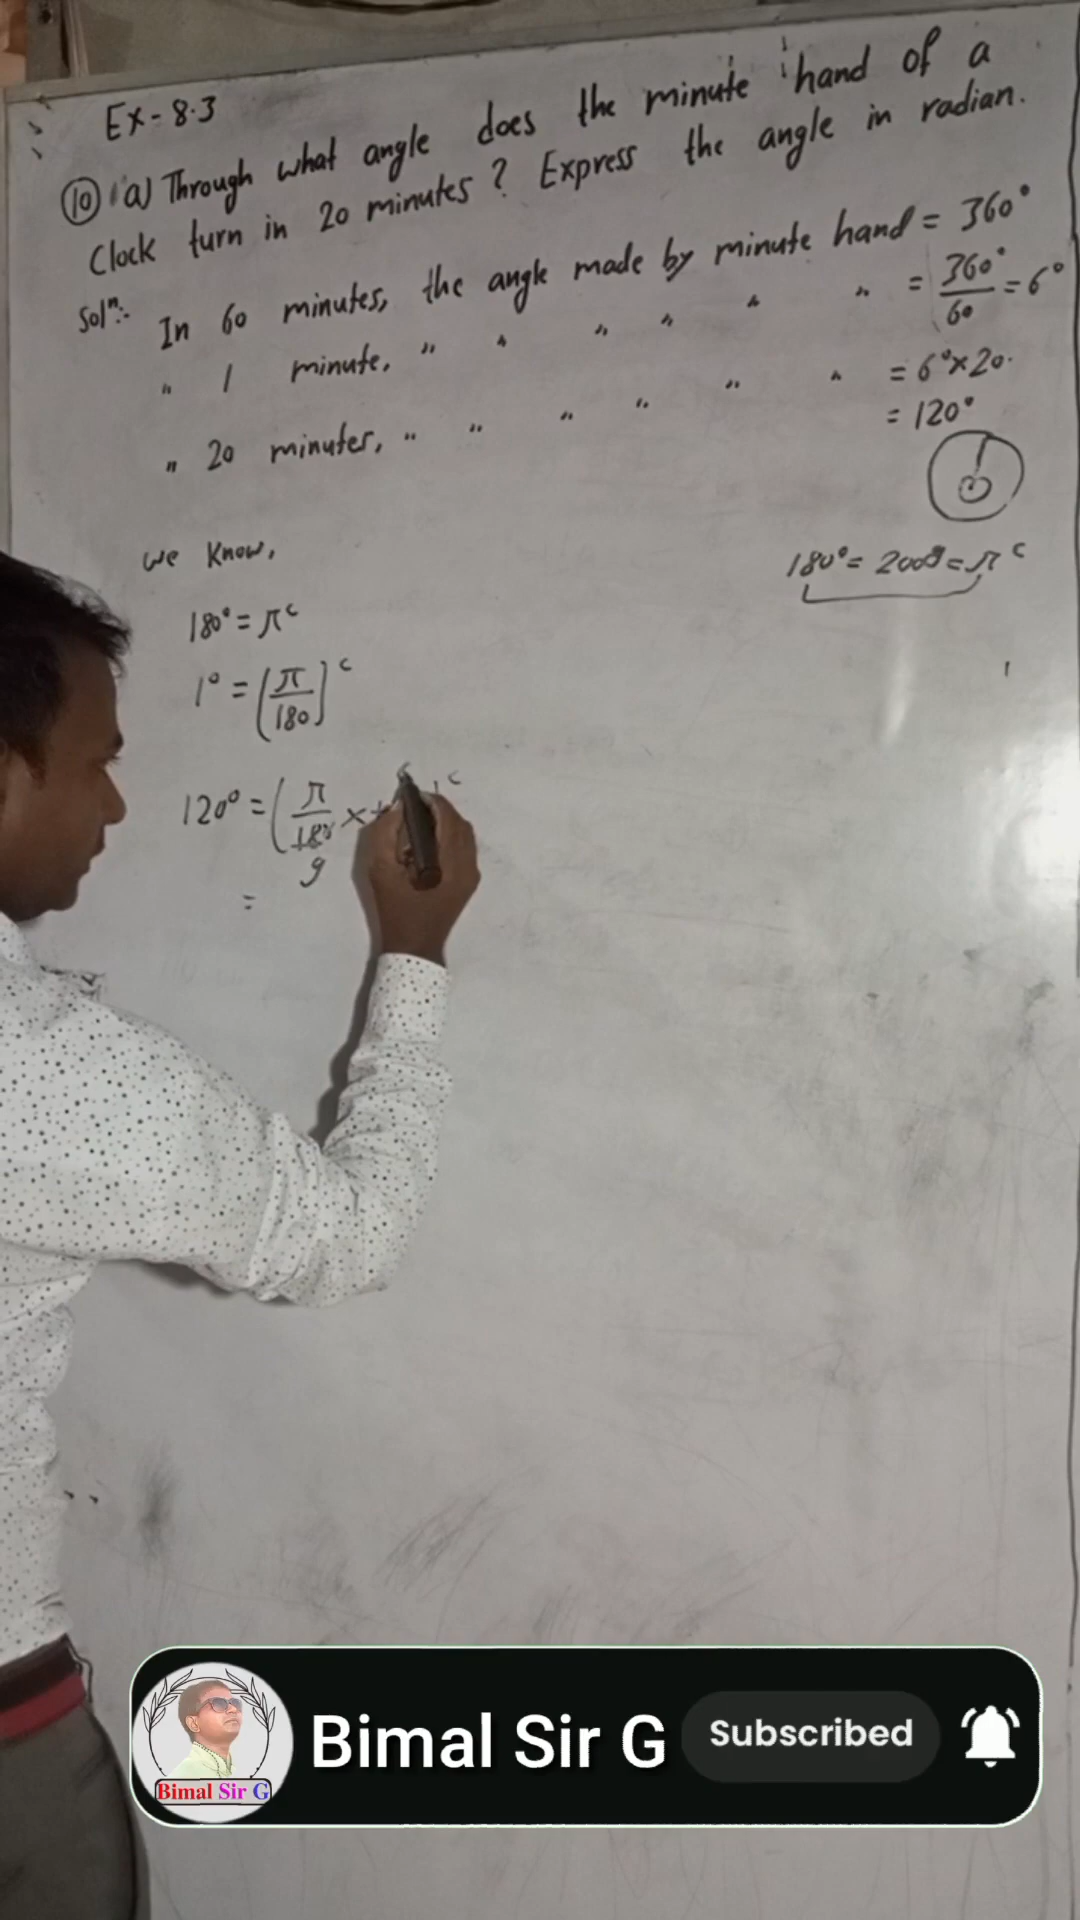 Ex-8.3
10 a) Through what angle does the minute hand of a
Clock turn in 20 minutes? Express the angle in radian.
Solⁿ:- In 60 minutes, the angle made by minute hand = 360°
" 1 minute, " " " " " " = 360°/60 = 6°
" 20 minutes, " " " " " " = 6°×20.
= 120°
180° = 200g = πᶜ
We Know,
180° = πᶜ
1° = (π/180)ᶜ
120° = (π/180 ×
9
=
Bimal Sir G
Subscribed
Bimal Sir G